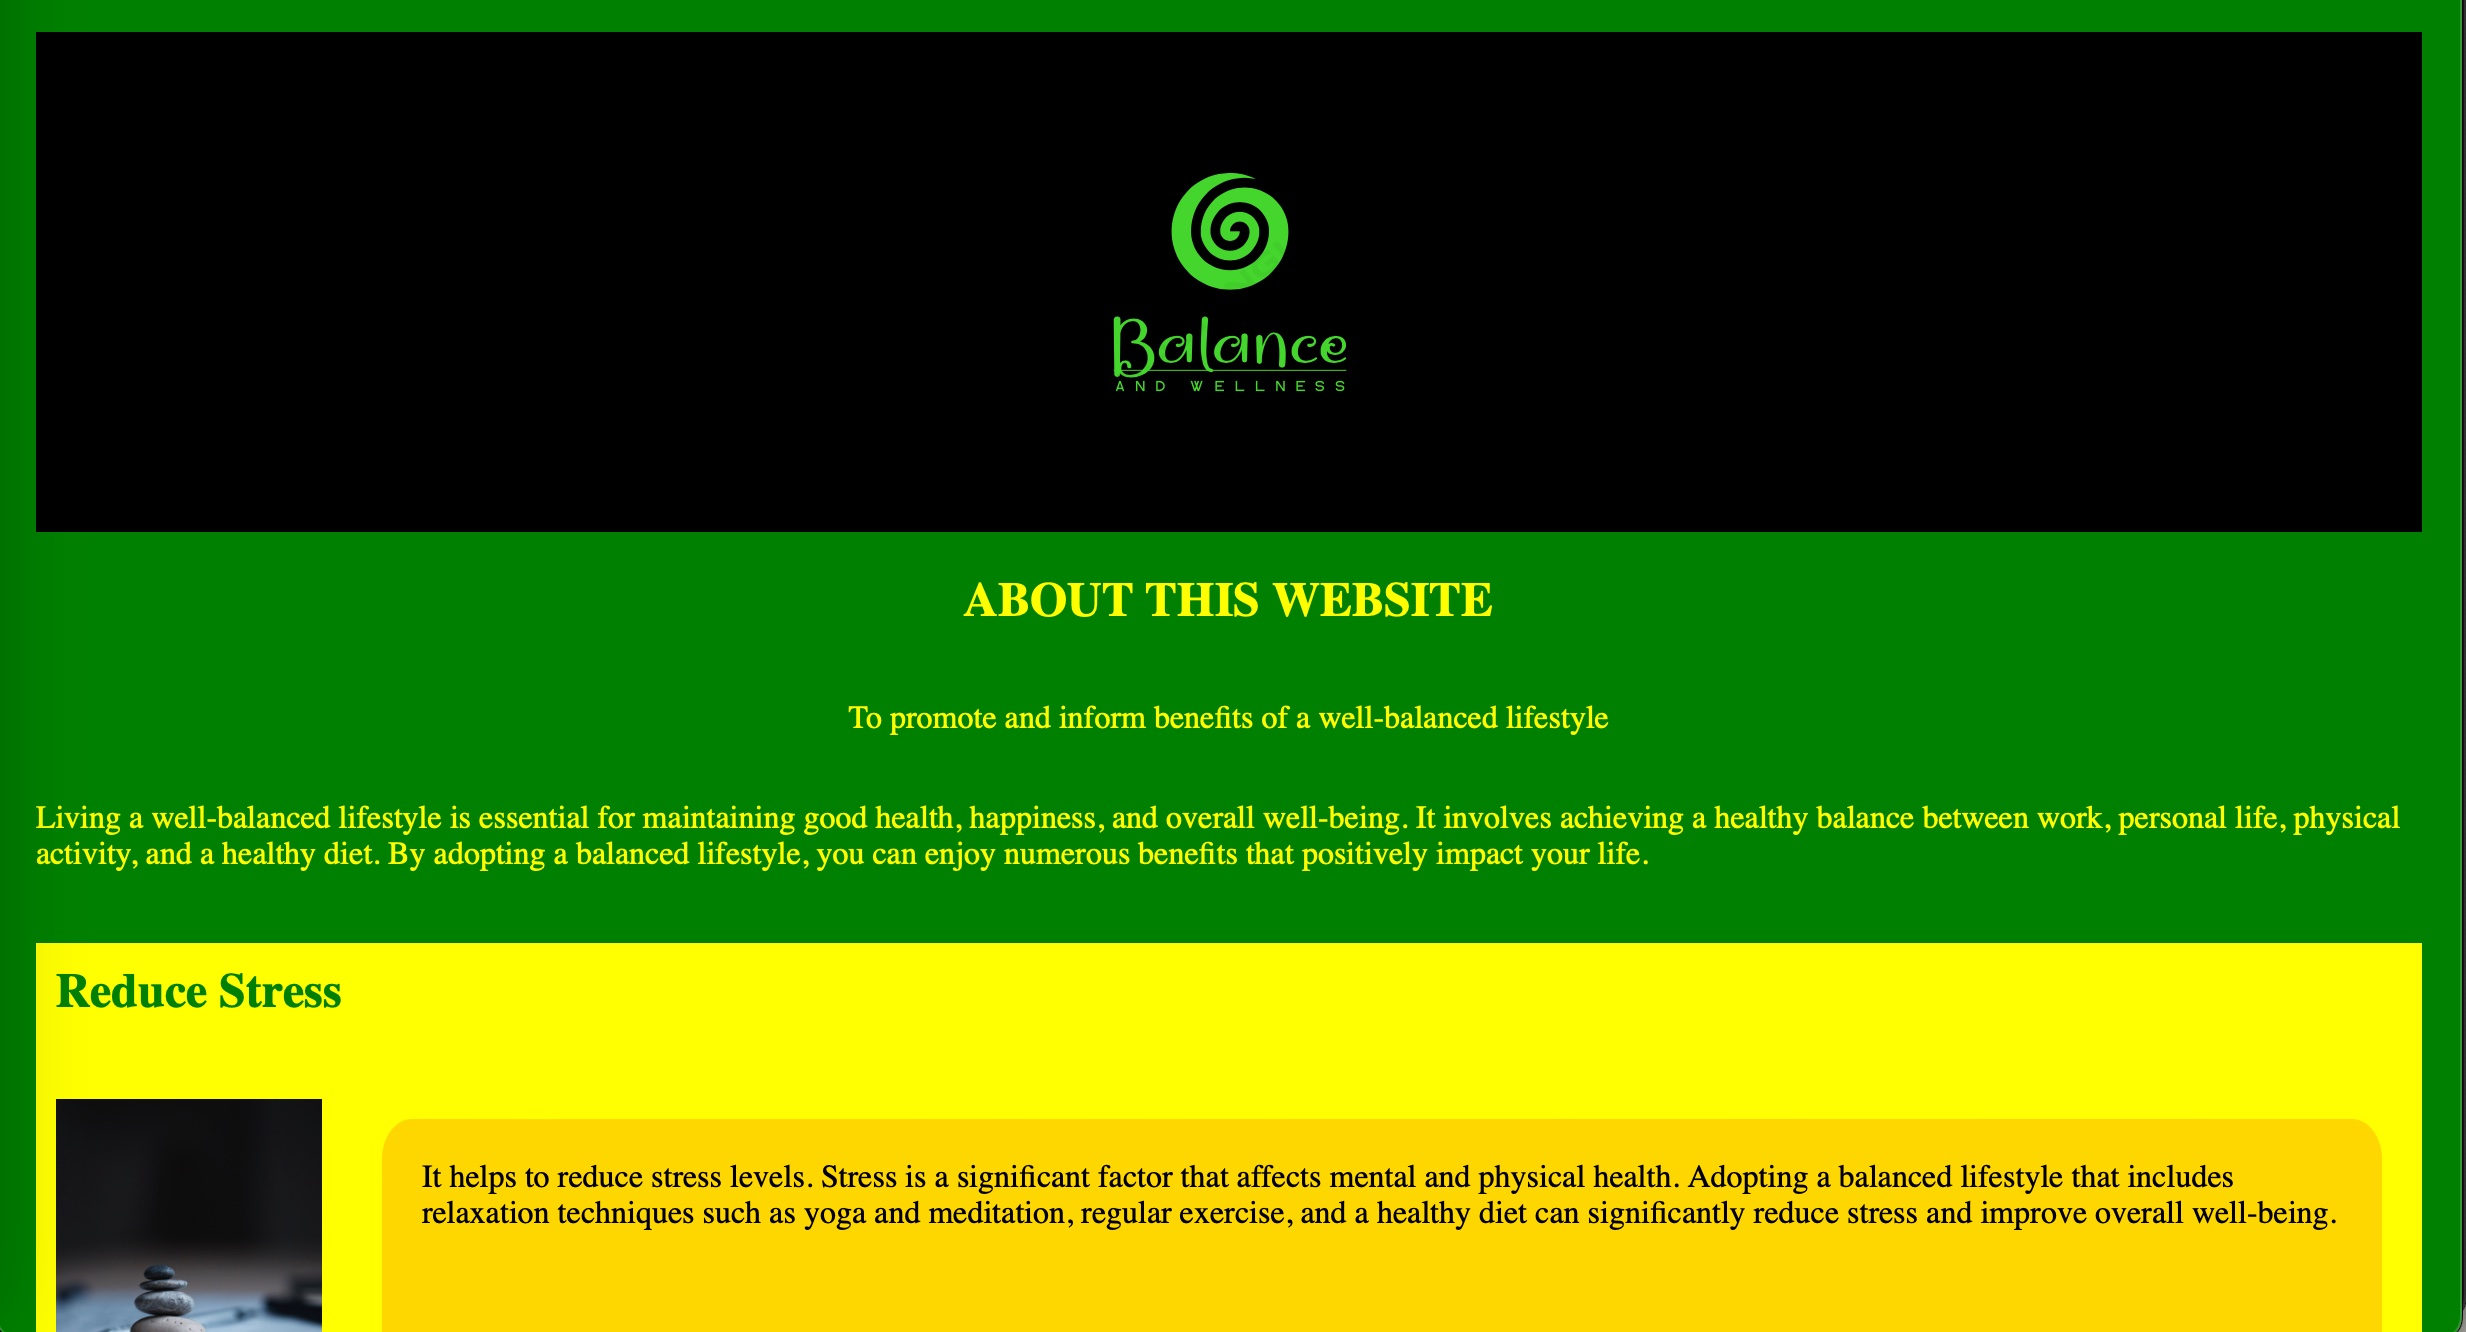 Balance
AND WELLNESS
ABOUT THIS WEBSITE
To promote and inform benefits of a well-balanced lifestyle
Living a well-balanced lifestyle is essential for maintaining good health, happiness, and overall well-being. It involves achieving a healthy balance between work, personal life, physical
activity, and a healthy diet. By adopting a balanced lifestyle, you can enjoy numerous benefits that positively impact your life.
Reduce Stress
It helps to reduce stress levels. Stress is a significant factor that affects mental and physical health. Adopting a balanced lifestyle that includes
relaxation techniques such as yoga and meditation, regular exercise, and a healthy diet can significantly reduce stress and improve overall well-being.